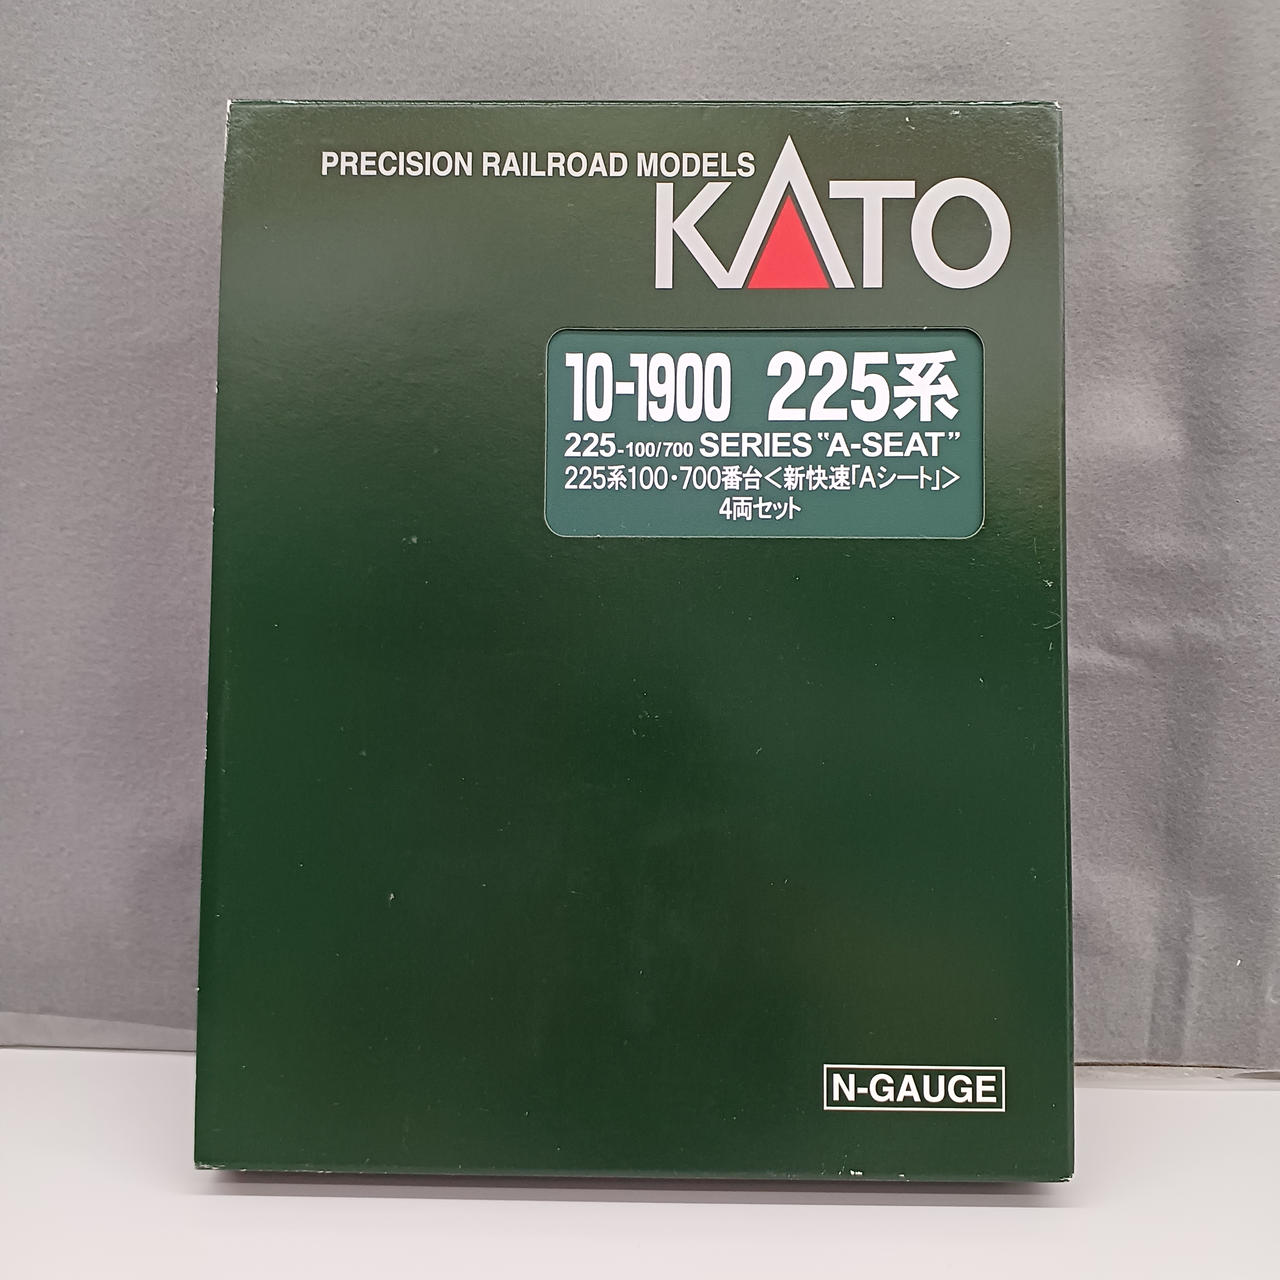 PRECISION RAILROAD MODELS
KATO
10-1900 225系
225-100/700 SERIES "A-SEAT"
225系100・700番台<新快速「Aシート」>
4両セット
N-GAUGE